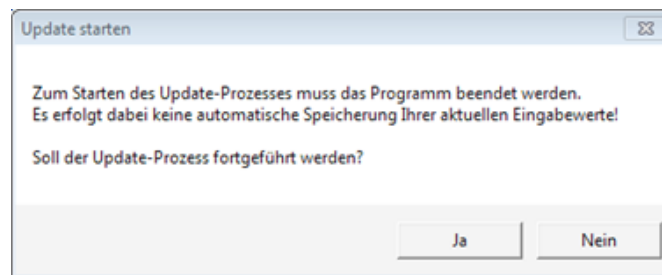 Update starten
Zum Starten des Update-Prozesses muss das Programm beendet werden.
Es erfolgt dabei keine automatische Speicherung Ihrer aktuellen Eingabewerte!
Soll der Update-Prozess fortgeführt werden?
Ja Nein